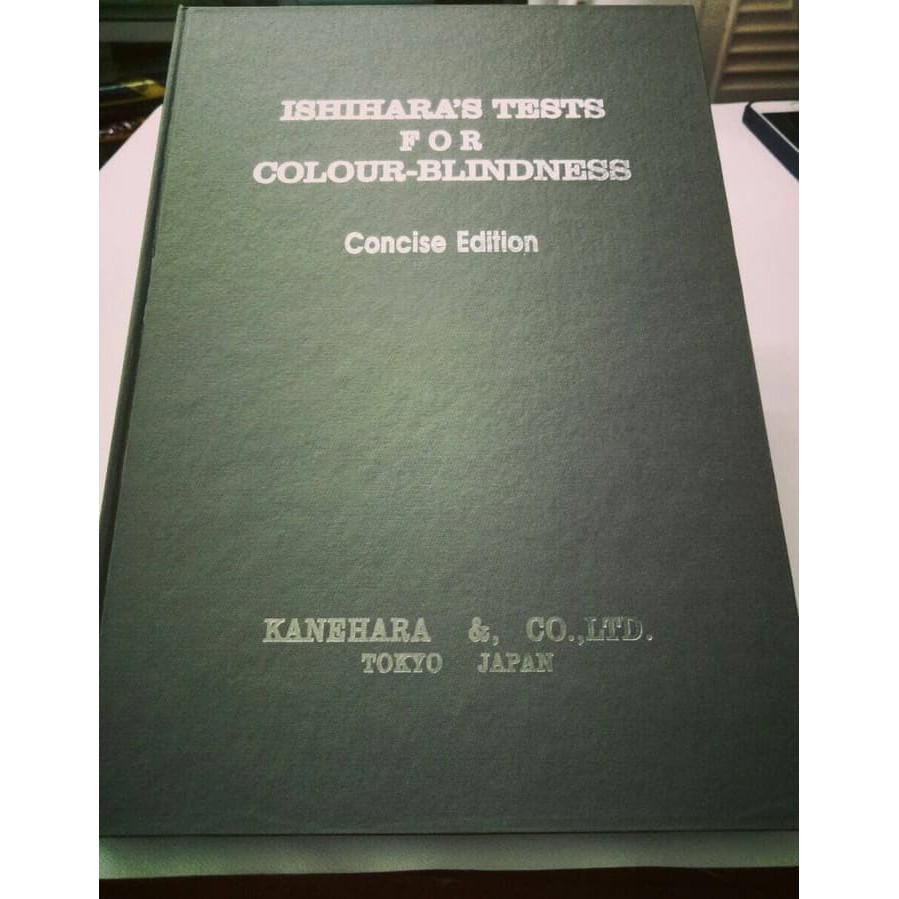 ISHIHARA'S TESTS
FOR
COLOUR-BLINDNESS
Concise Edition
KANEHARA &, CO.,LTD.
TOKYO JAPAN